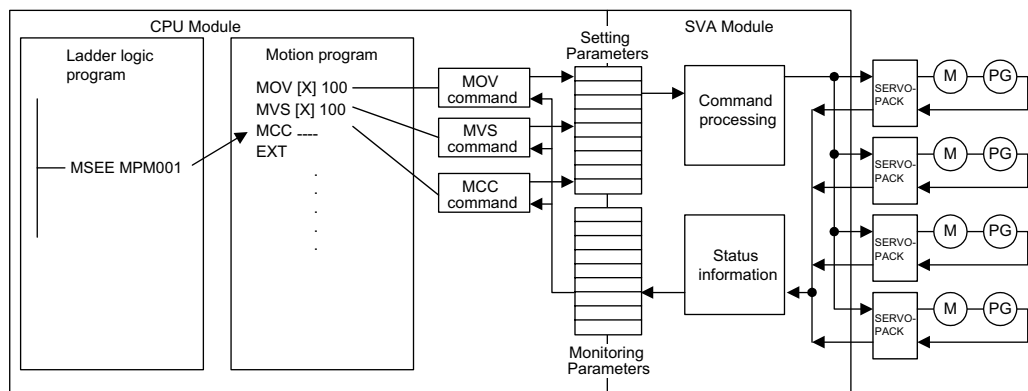 CPU Module
SVA Module
Ladder logic
program
MSEE MPM001
Motion program
MOV [X] 100
MVS [X] 100
MCC ----
EXT
.
.
.
.
.
.
MOV
command
MVS
command
MCC
command
Setting
Parameters
Monitoring
Parameters
Command
processing
Status
information
SERVO-
PACK
M
PG
SERVO-
PACK
M
PG
SERVO-
PACK
M
PG
SERVO-
PACK
M
PG